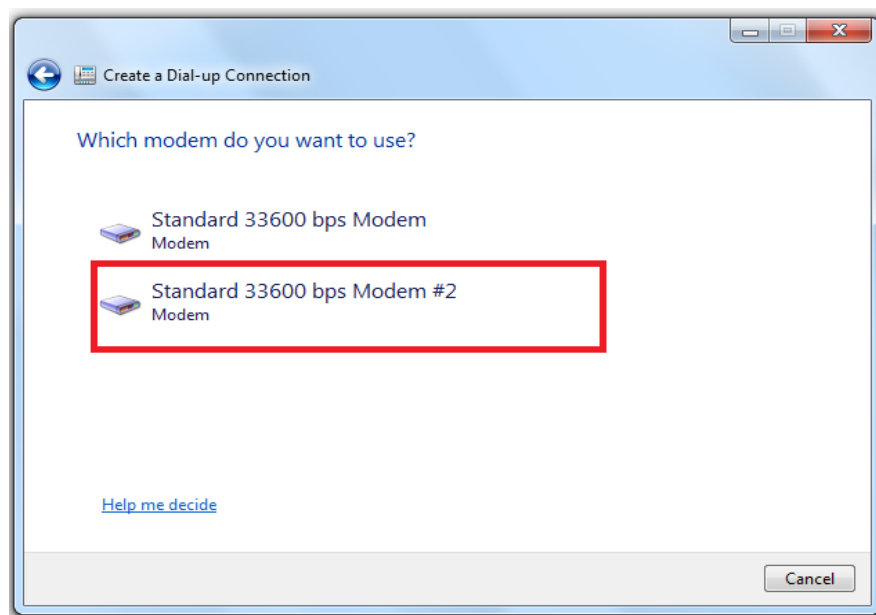 Create a Dial-up Connection
Which modem do you want to use?
Standard 33600 bps Modem
Modem
Standard 33600 bps Modem #2
Modem
Help me decide
Cancel